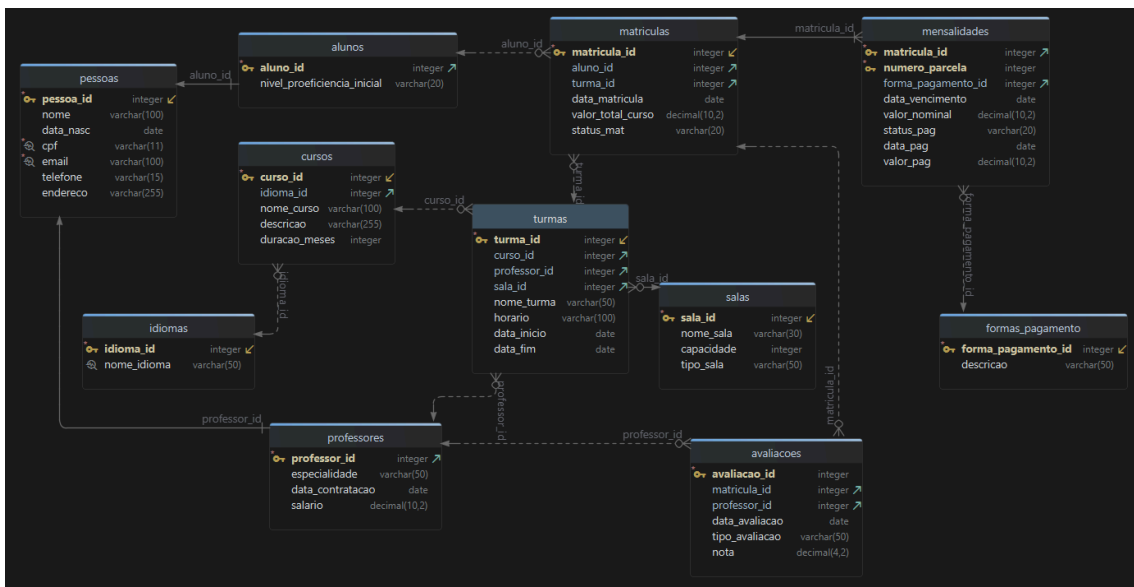 matriculas
matricula_id integer
aluno_id integer
turma_id integer
data_matricula date
valor_total_curso decimal(10,2)
status_mat varchar(20)
mensalidades
matricula_id integer
numero_parcela integer
forma_pagamento_id integer
data_vencimento date
valor_nominal decimal(10,2)
status_pag varchar(20)
data_pag date
valor_pag decimal(10,2)
matricula_id
alunos
aluno_id integer
nivel_proeficiencia_inicial varchar(20)
aluno_id
aluno_id
pessoas
pessoa_id integer
nome varchar(100)
data_nasc date
cpf varchar(11)
email varchar(100)
telefone varchar(15)
endereco varchar(255)
cursos
curso_id integer
idioma_id integer
nome_curso varchar(100)
descricao varchar(255)
duracao_meses integer
curso_id
turma_id
turmas
turma_id integer
curso_id integer
professor_id integer
sala_id integer
nome_turma varchar(50)
horario varchar(100)
data_inicio date
data_fim date
sala_id
forma_pagamento_id
idioma_id
salas
sala_id integer
nome_sala varchar(30)
capacidade integer
tipo_sala varchar(50)
idiomas
idioma_id integer
nome_idioma varchar(50)
formas_pagamento
forma_pagamento_id integer
descricao varchar(50)
matricula_id
professor_id
professor_id
professor_id
professores
professor_id integer
especialidade varchar(50)
data_contratacao date
salario decimal(10,2)
avaliacoes
avaliacao_id integer
matricula_id integer
professor_id integer
data_avaliacao date
tipo_avaliacao varchar(50)
nota decimal(4,2)